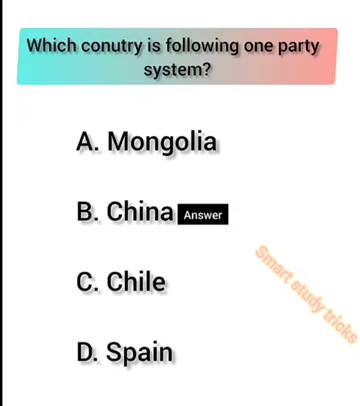 Which conutry is following one party
system?
A. Mongolia
B. China Answer
C. Chile
D. Spain
Smart study tricks